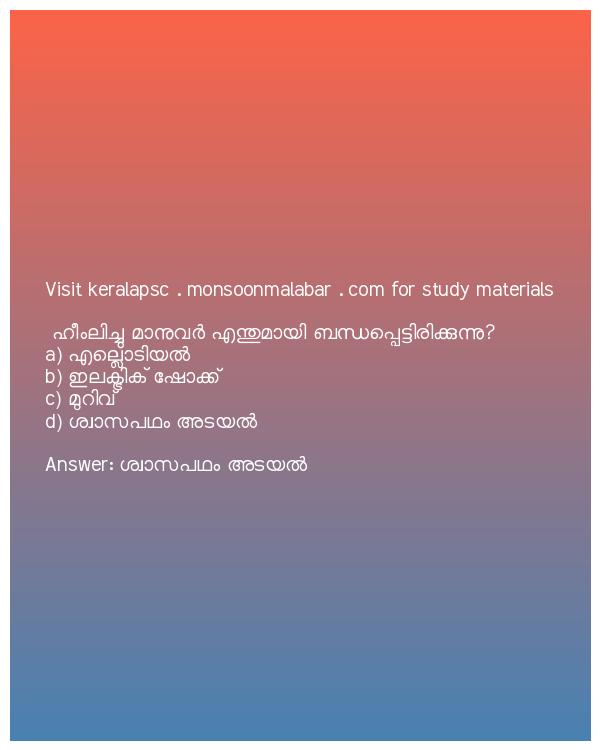 Visit keralapsc . monsoonmalabar . com for study materials
ഹീംലിച്ച മാനുവർ എന്തുമായി ബന്ധപ്പെട്ടിരിക്കുന്നു?
a) എല്ലൊടിയൽ
b) ഇലക്ട്രിക് ഷോക്ക്
c) മുറിവ്
d) ശ്വാസപഥം അടയൽ
Answer: ശ്വാസപഥം അടയൽ